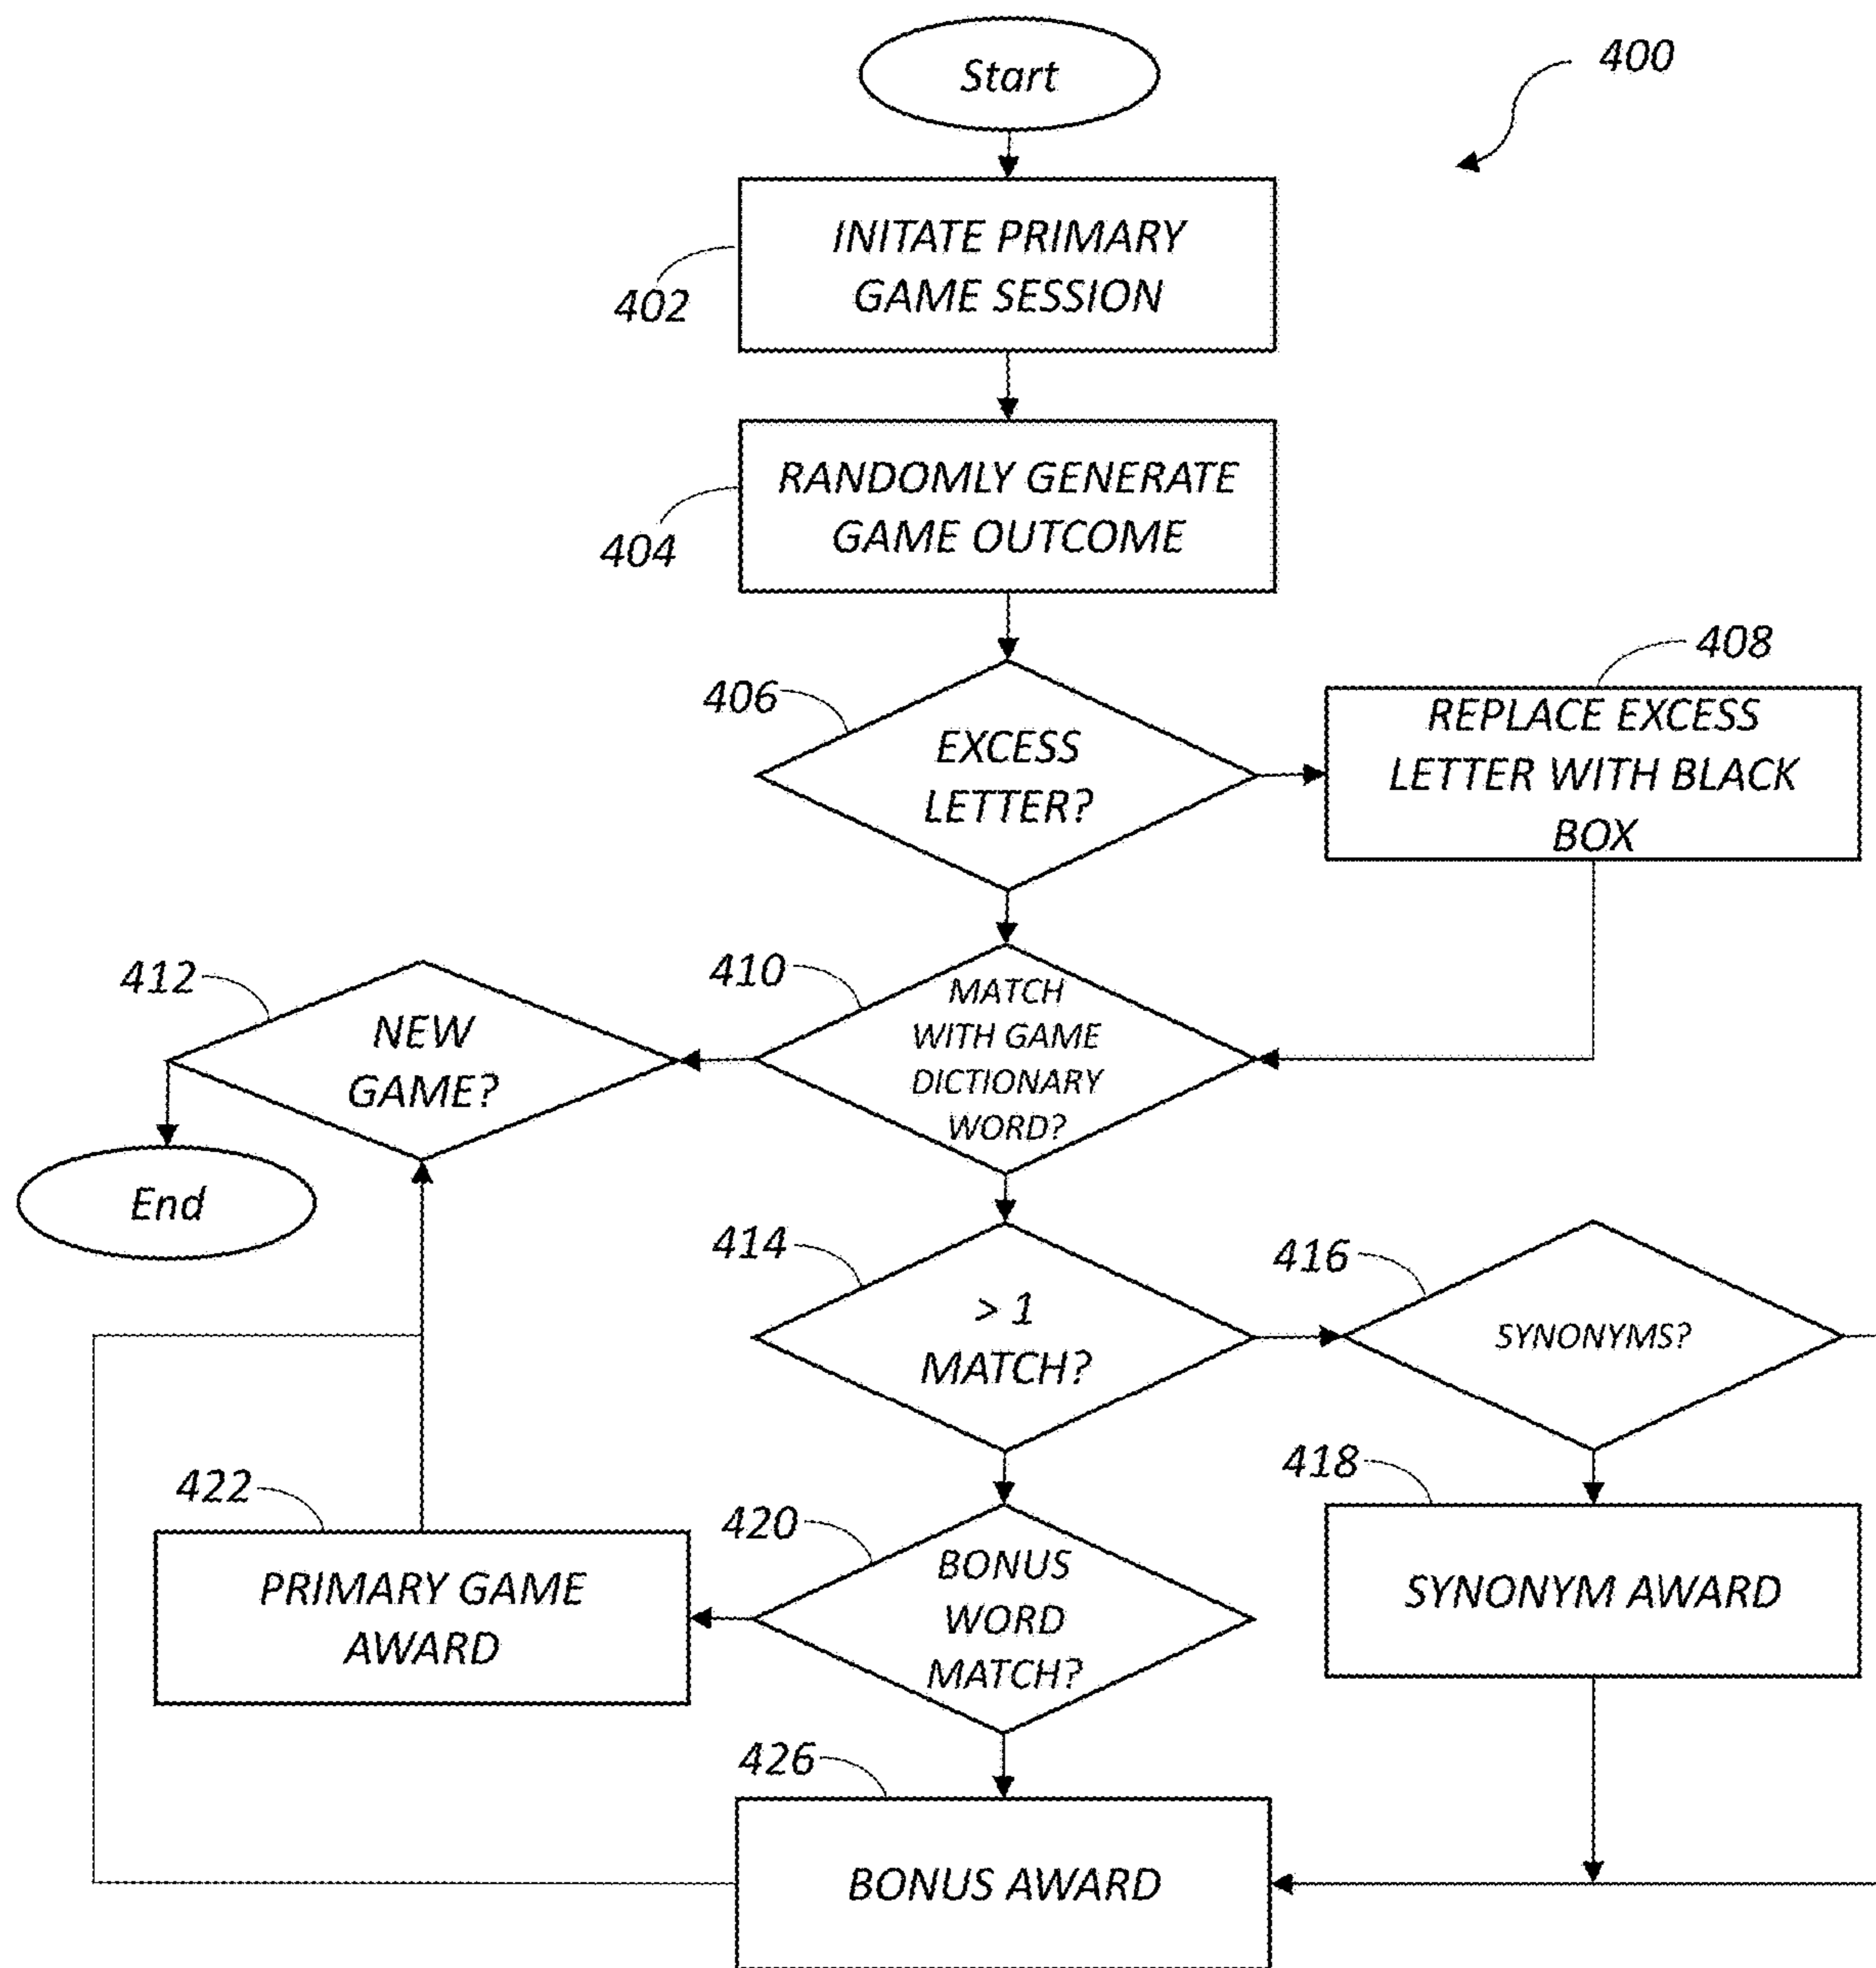 Start
400
INITATE PRIMARY
GAME SESSION
402
RANDOMLY GENERATE
GAME OUTCOME
404
408
406
EXCESS
LETTER?
REPLACE EXCESS
LETTER WITH BLACK
BOX
412
NEW
GAME?
410
MATCH
WITH GAME
DICTIONARY
WORD?
End
414
> 1
MATCH?
416
SYNONYMS?
422
PRIMARY GAME
AWARD
420
BONUS
WORD
MATCH?
418
SYNONYM AWARD
426
BONUS AWARD